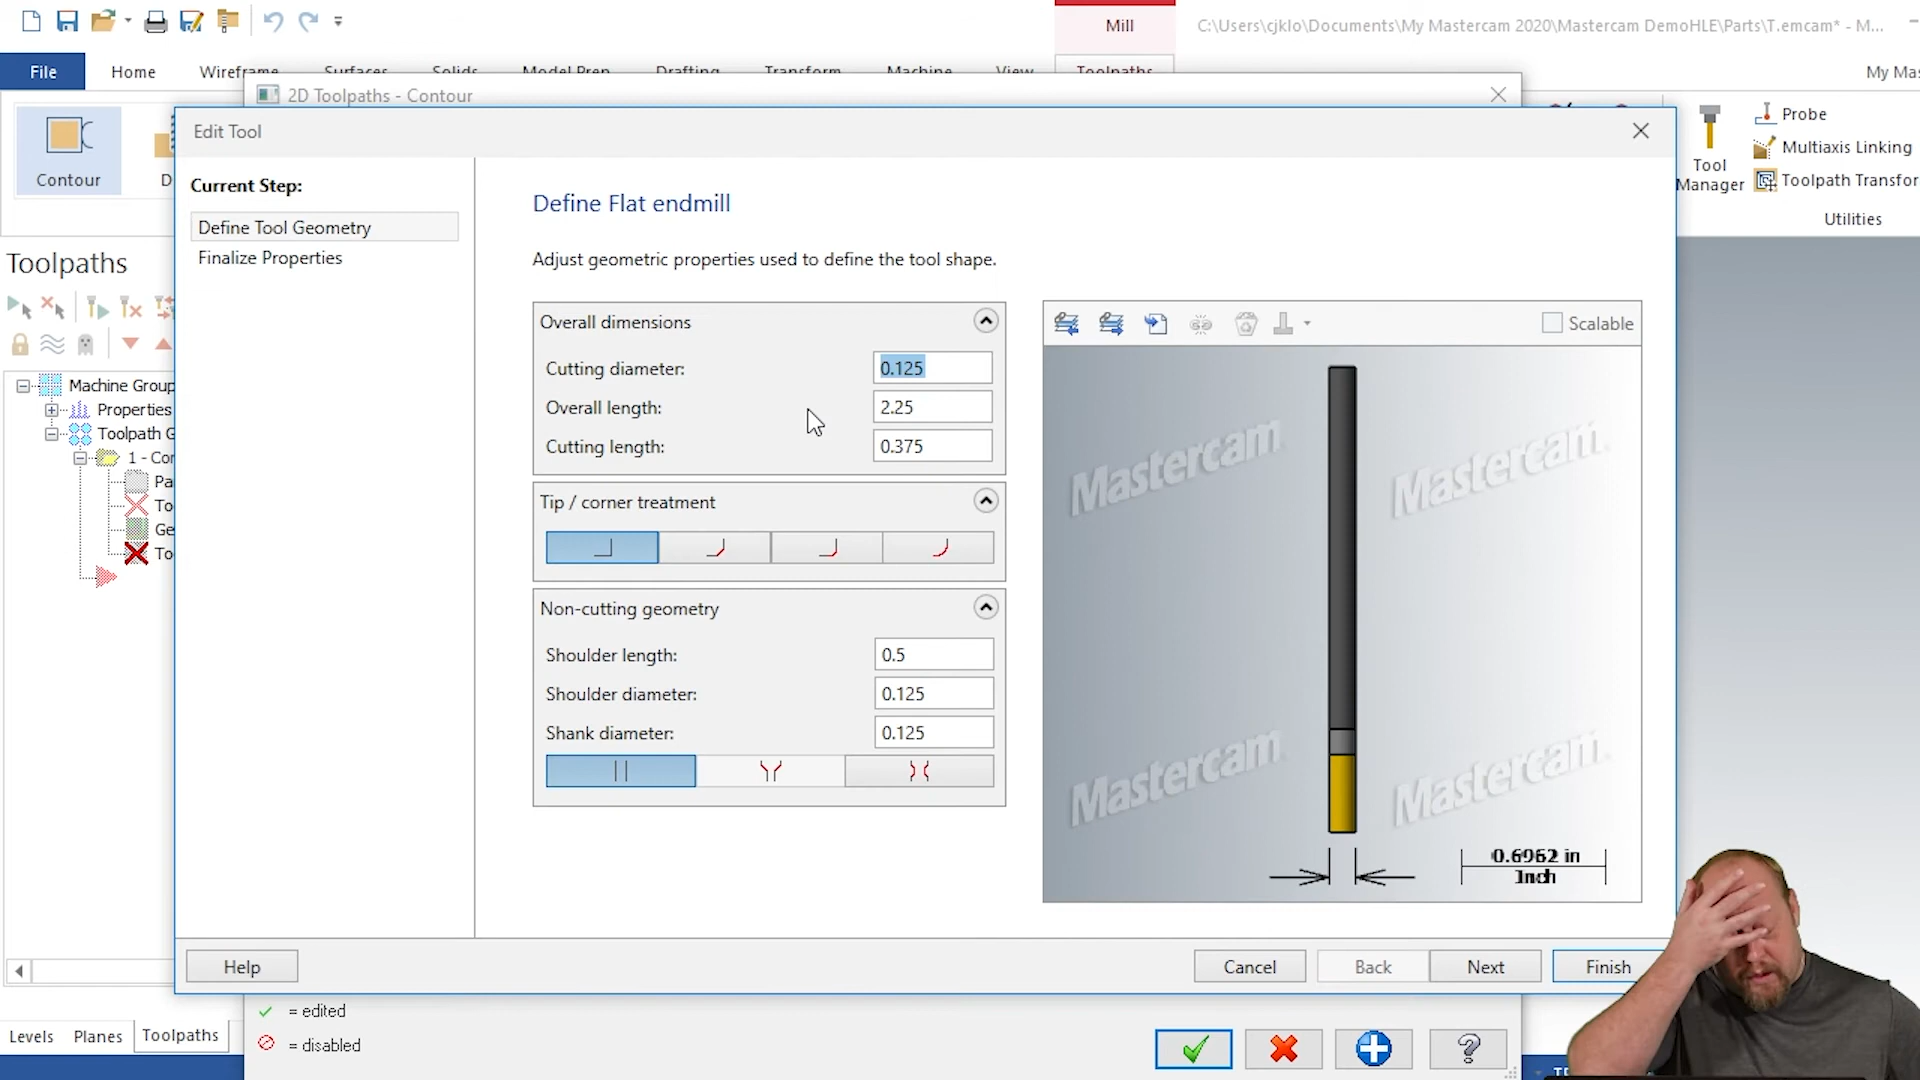 Mill
C:\Users\cjklo\Documents\My Mastercam 2020\Mastercam DemoHLE\Parts\T.emcam* - M...
File
Home
Wireframe
Surfaces
Solids
Model Prep
Drafting
Transform
Machine
View
Toolpaths
My Mas
2D Toolpaths - Contour
Contour
D
Edit Tool
Tool
Manager
Probe
Multiaxis Linking
Toolpath Transfor
Utilities
Toolpaths
Machine Group
Properties
Toolpath G
1 - Con
Pa
To
Ge
To
Current Step:
Define Tool Geometry
Finalize Properties
Define Flat endmill
Adjust geometric properties used to define the tool shape.
Overall dimensions
Cutting diameter: 0.125
Overall length: 2.25
Cutting length: 0.375
Tip / corner treatment
Non-cutting geometry
Shoulder length: 0.5
Shoulder diameter: 0.125
Shank diameter: 0.125
Scalable
Mastercam
Mastercam
Mastercam
Mastercam
0.6962 in
Inch
Help
Cancel
Back
Next
Finish
= edited
= disabled
Levels
Planes
Toolpaths